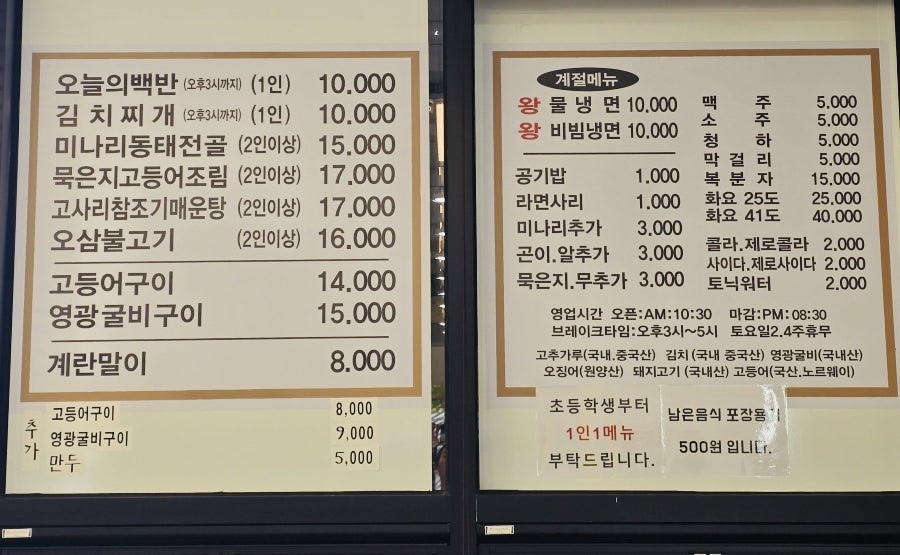 오늘의백반 (오후3시까지) (1인) 10.000
김치찌개 (오후3시까지) (1인) 10.000
미나리동태전골 (2인이상) 15.000
묵은지고등어조림 (2인이상) 17.000
고사리참조기매운탕 (2인이상) 17.000
오삼불고기 (2인이상) 16.000
고등어구이 14.000
영광굴비구이 15.000
계란말이 8.000
추가
고등어구이 8,000
영광굴비구이 9,000
만두 5,000
계절메뉴
왕 물냉면 10.000
왕 비빔냉면 10.000
공기밥 1.000
라면사리 1.000
미나리추가 3.000
곤이.알추가 3.000
묵은지.무추가 3.000
맥주 5.000
소주 5.000
청하 5.000
막걸리 5.000
복분자 15.000
화요 25도 25.000
화요 41도 40.000
콜라.제로콜라 2.000
사이다.제로사이다 2.000
토닉워터 2.000
영업시간 오픈:AM:10:30 마감:PM:08:30
브레이크타임:오후3시~5시 토요일2.4주휴무
고추가루(국내.중국산) 김치 (국내 중국산) 영광굴비(국내산)
오징어(원양산) 돼지고기 (국내산) 고등어(국산.노르웨이)
초등학생부터
1인1메뉴
부탁드립니다.
남은음식 포장용기
500원 입니다.